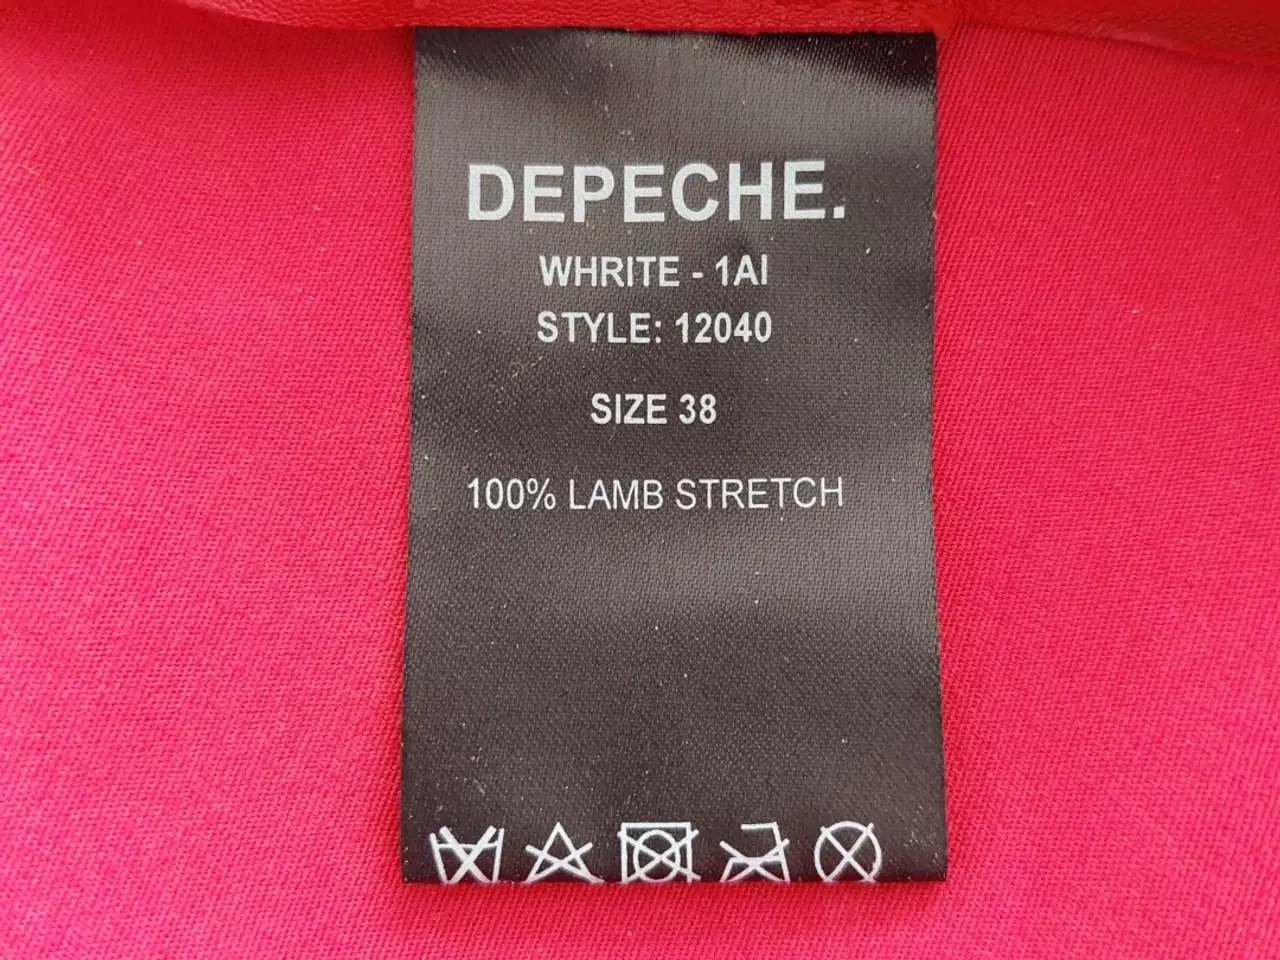 DEPECHE.
WHRITE - 1AI
STYLE: 12040
SIZE 38
100% LAMB STRETCH